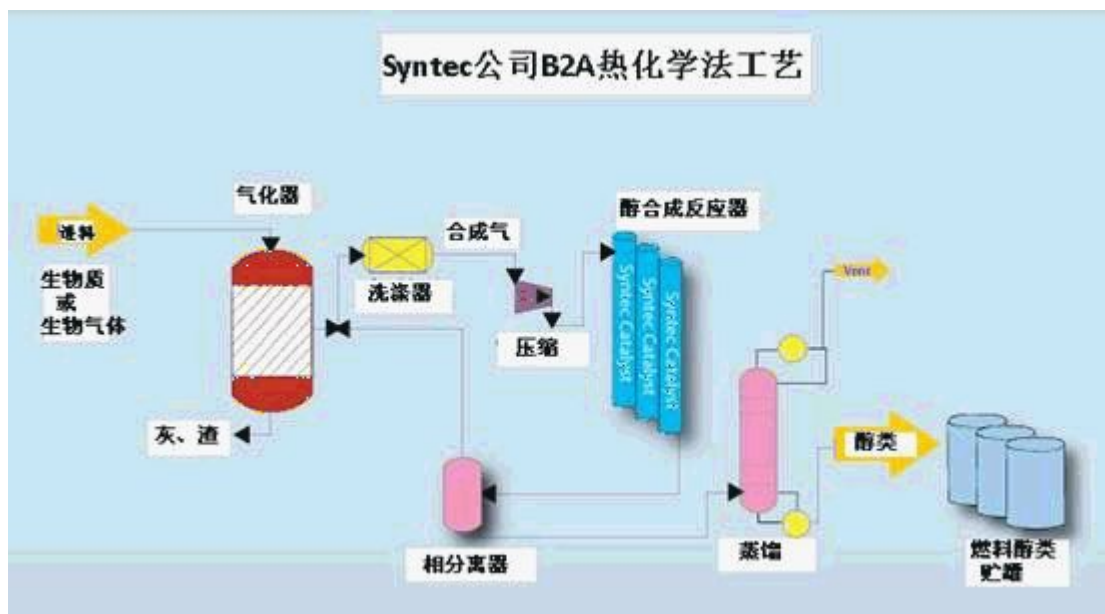 Syntec公司B2A热化学法工艺
气化器
进料
生物质
或
生物气体
灰、渣
洗涤器
合成气
压缩
醇合成反应器
Syntec Catalyst
Syntec Catalyst
Syntec Catalyst
相分离器
蒸馏
Vent
醇类
燃料醇类
贮罐